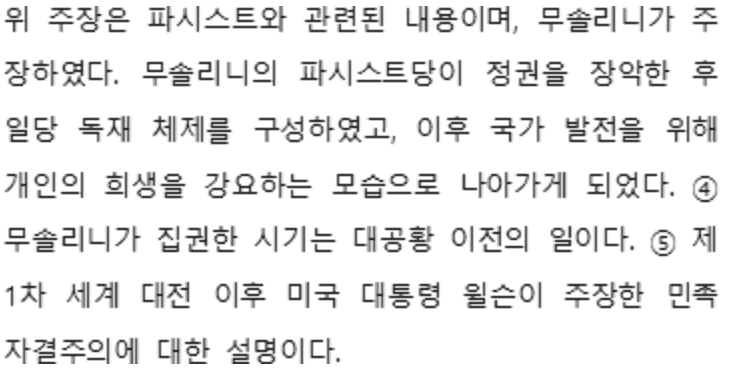 위 주장은 파시스트와 관련된 내용이며, 무솔리니가 주
장하였다. 무솔리니의 파시스트당이 정권을 장악한 후
일당 독재 체제를 구성하였고, 이후 국가 발전을 위해
개인의 희생을 강요하는 모습으로 나아가게 되었다. ④
무솔리니가 집권한 시기는 대공황 이전의 일이다. ⑤ 제
1차 세계 대전 이후 미국 대통령 윌슨이 주장한 민족
자결주의에 대한 설명이다.